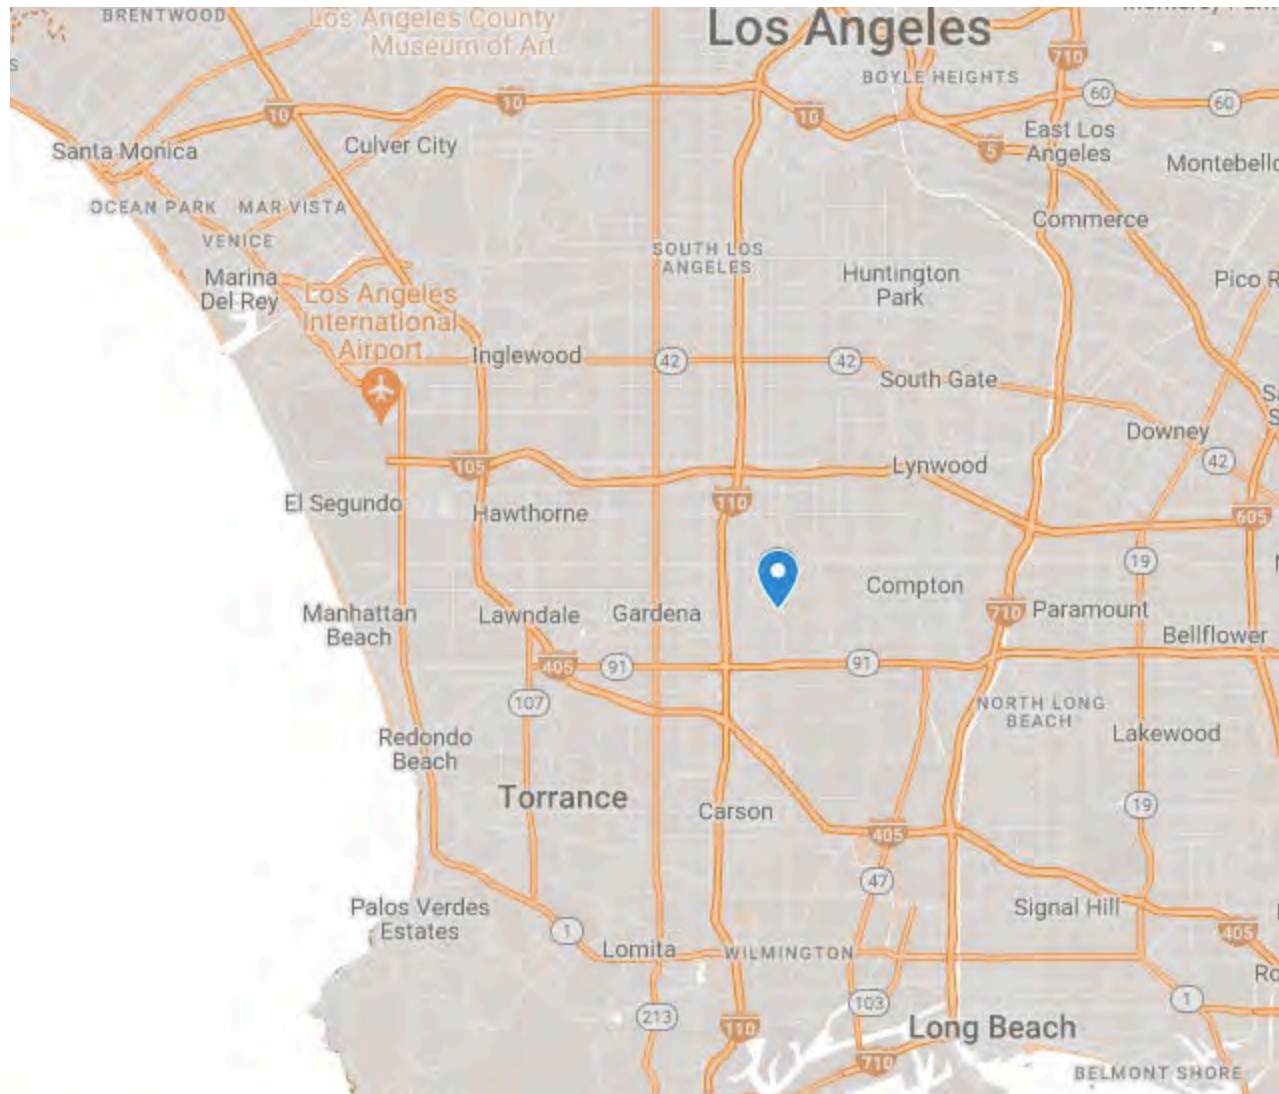 BRENTWOOD
Los Angeles County
Museum of Art
Los Angeles
BOYLE HEIGHTS
710
60
60
10
10
10
5
East Los
Angeles
Santa Monica
Culver City
OCEAN PARK
MAR VISTA
VENICE
Commerce
SOUTH LOS
ANGELES
Huntington
Park
Marina
Del Rey
Los Angeles
International
Airport
Inglewood
42
42
South Gate
Downey
42
105
Lynwood
El Segundo
Hawthorne
110
605
19
Compton
Manhattan
Beach
Lawndale
Gardena
710
Paramount
Bellflower
405
91
91
107
NORTH LONG
BEACH
Redondo
Beach
Lakewood
Torrance
Carson
19
405
47
Palos Verdes
Estates
Signal Hill
1
405
Lomita
WILMINGTON
103
1
213
110
Long Beach
710
BELMONT SHORE